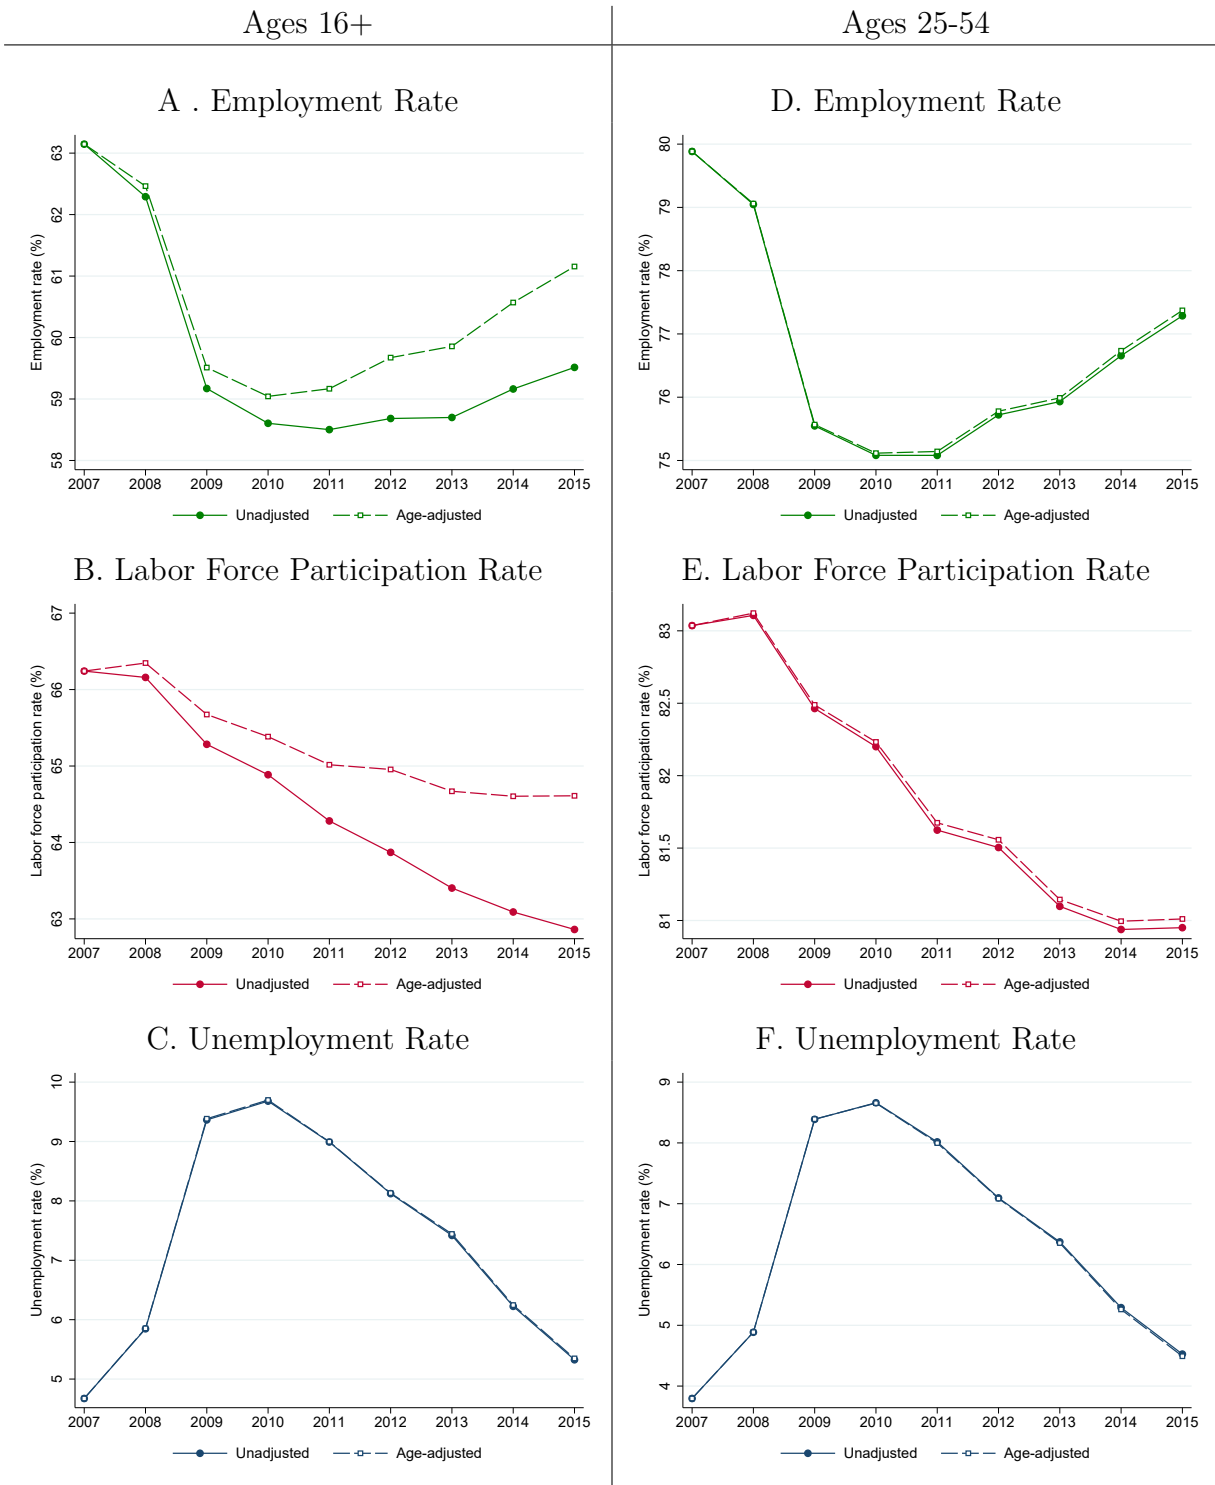 Ages 16+
Ages 25-54
A . Employment Rate
Employment rate (%)
63
62
61
60
59
58
2007 2008 2009 2010 2011 2012 2013 2014 2015
Unadjusted Age-adjusted
D. Employment Rate
Employment rate (%)
80
79
78
77
76
75
2007 2008 2009 2010 2011 2012 2013 2014 2015
Unadjusted Age-adjusted
B. Labor Force Participation Rate
Labor force participation rate (%)
67
66
65
64
63
2007 2008 2009 2010 2011 2012 2013 2014 2015
Unadjusted Age-adjusted
E. Labor Force Participation Rate
Labor force participation rate (%)
83
82.5
82
81.5
81
2007 2008 2009 2010 2011 2012 2013 2014 2015
Unadjusted Age-adjusted
C. Unemployment Rate
Unemployment rate (%)
10
9
8
7
6
5
2007 2008 2009 2010 2011 2012 2013 2014 2015
Unadjusted Age-adjusted
F. Unemployment Rate
Unemployment rate (%)
9
8
7
6
5
4
2007 2008 2009 2010 2011 2012 2013 2014 2015
Unadjusted Age-adjusted